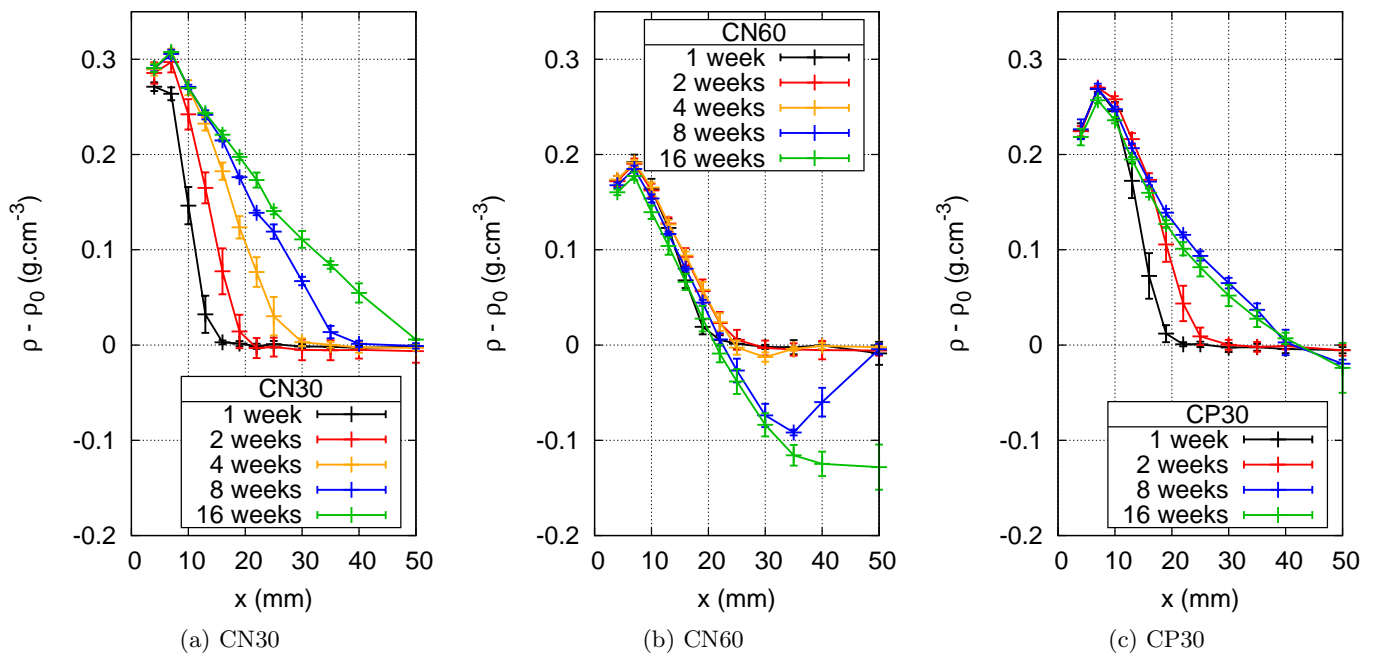 ρ - ρ0 (g.cm-3)
0.3
0.2
0.1
0
-0.1
-0.2
CN30
1 week
2 weeks
4 weeks
8 weeks
16 weeks
0 10 20 30 40 50
x (mm)
(a) CN30
ρ - ρ0 (g.cm-3)
0.3
0.2
0.1
0
-0.1
-0.2
CN60
1 week
2 weeks
4 weeks
8 weeks
16 weeks
0 10 20 30 40 50
x (mm)
(b) CN60
ρ - ρ0 (g.cm-3)
0.3
0.2
0.1
0
-0.1
-0.2
CP30
1 week
2 weeks
8 weeks
16 weeks
0 10 20 30 40 50
x (mm)
(c) CP30